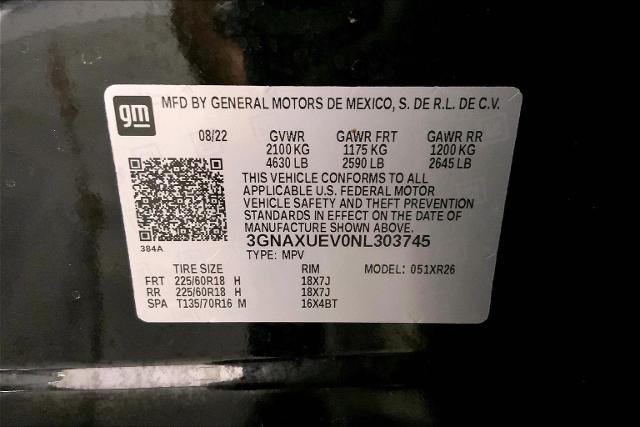 gm
MFD BY GENERAL MOTORS DE MEXICO, S. DE R.L. DE C.V.
08/22 GVWR GAWR FRT GAWR RR
2100 KG 1175 KG 1200 KG
4630 LB 2590 LB 2645 LB
THIS VEHICLE CONFORMS TO ALL
APPLICABLE U.S. FEDERAL MOTOR
VEHICLE SAFETY AND THEFT PREVENTION
STANDARDS IN EFFECT ON THE DATE OF
MANUFACTURE SHOWN ABOVE.
384A
3GNAXUEV0NL303745
TYPE: MPV MODEL: 051XR26
TIRE SIZE RIM
FRT 225/60R18 H 18X7J
RR 225/60R18 H 18X7J
SPA T135/70R16 M 16X4BT